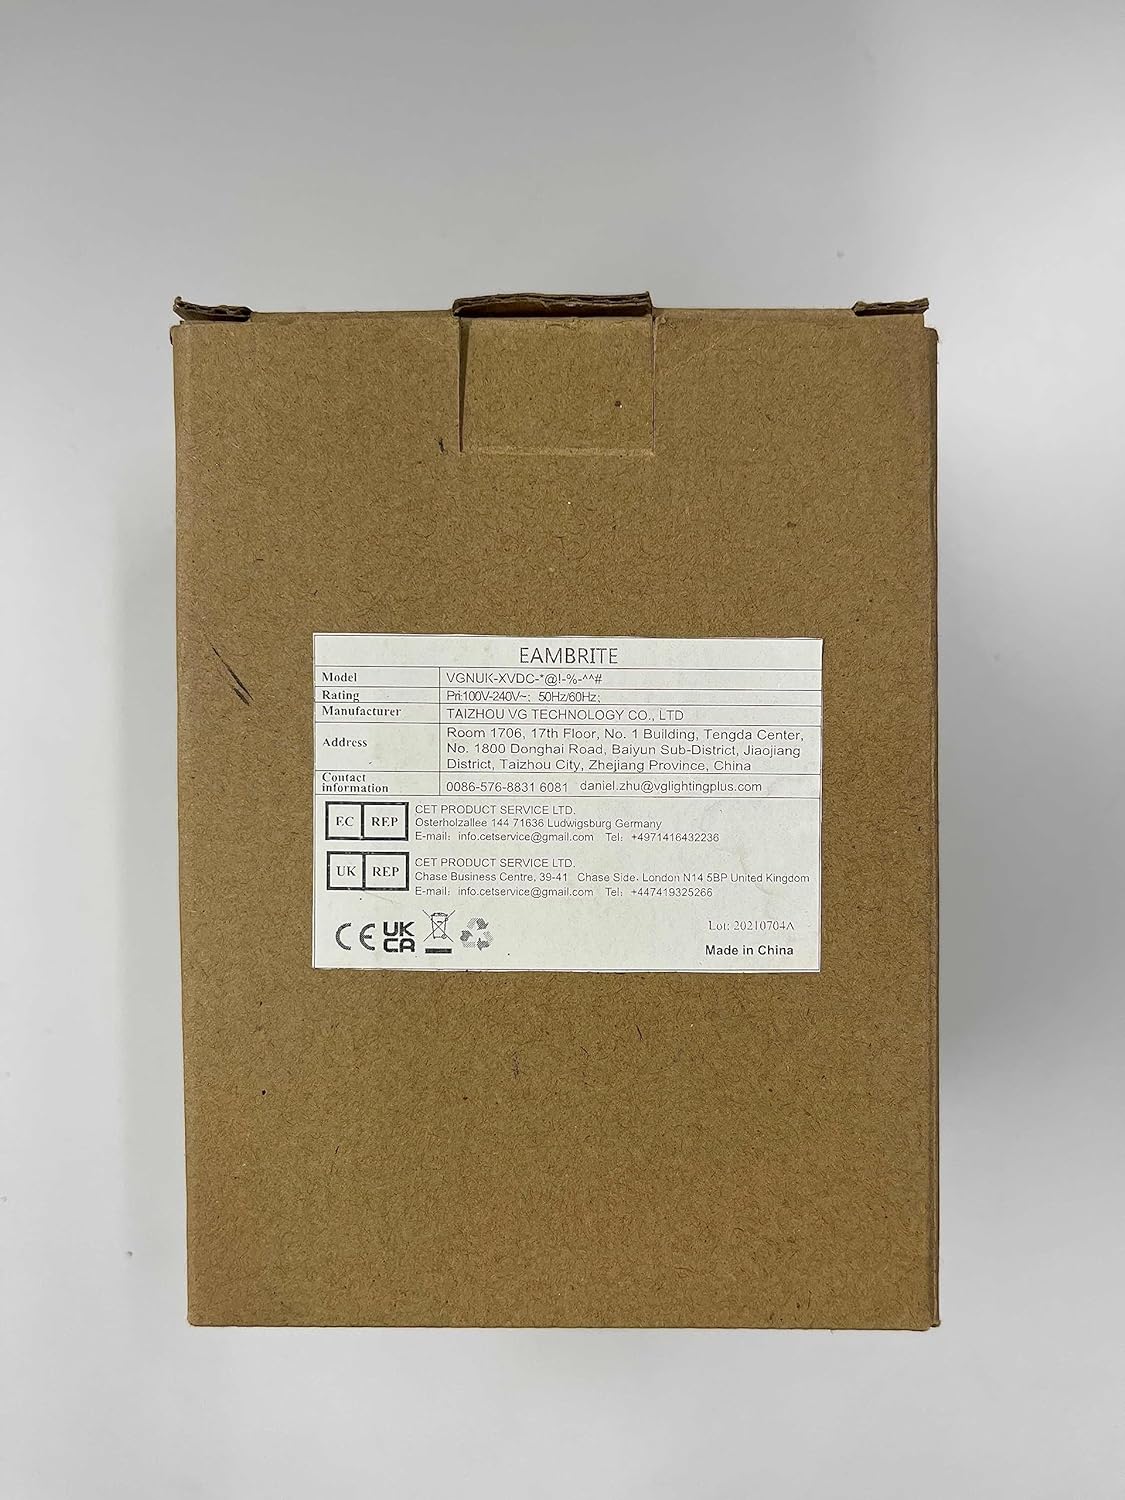 EAMBRITE
Model VGNUK-XVDC-*@!-%-^^#
Rating Pri:100V-240V~; 50Hz/60Hz;
Manufacturer TAIZHOU VG TECHNOLOGY CO., LTD
Address Room 1706, 17th Floor, No. 1 Building, Tengda Center,
No. 1800 Donghai Road, Baiyun Sub-District, Jiaojiang
District, Taizhou City, Zhejiang Province, China
Contact
information 0086-576-8831 6081 daniel.zhu@vglightingplus.com
EC REP CET PRODUCT SERVICE LTD.
Osterholzallee 144 71636 Ludwigsburg Germany
E-mail: info.cetservice@gmail.com Tel: +4971416432236
UK REP CET PRODUCT SERVICE LTD.
Chase Business Centre, 39-41 Chase Side, London N14 5BP United Kingdom
E-mail: info.cetservice@gmail.com Tel: +447419325266
CE UK
CA
Lot: 20210704A
Made in China